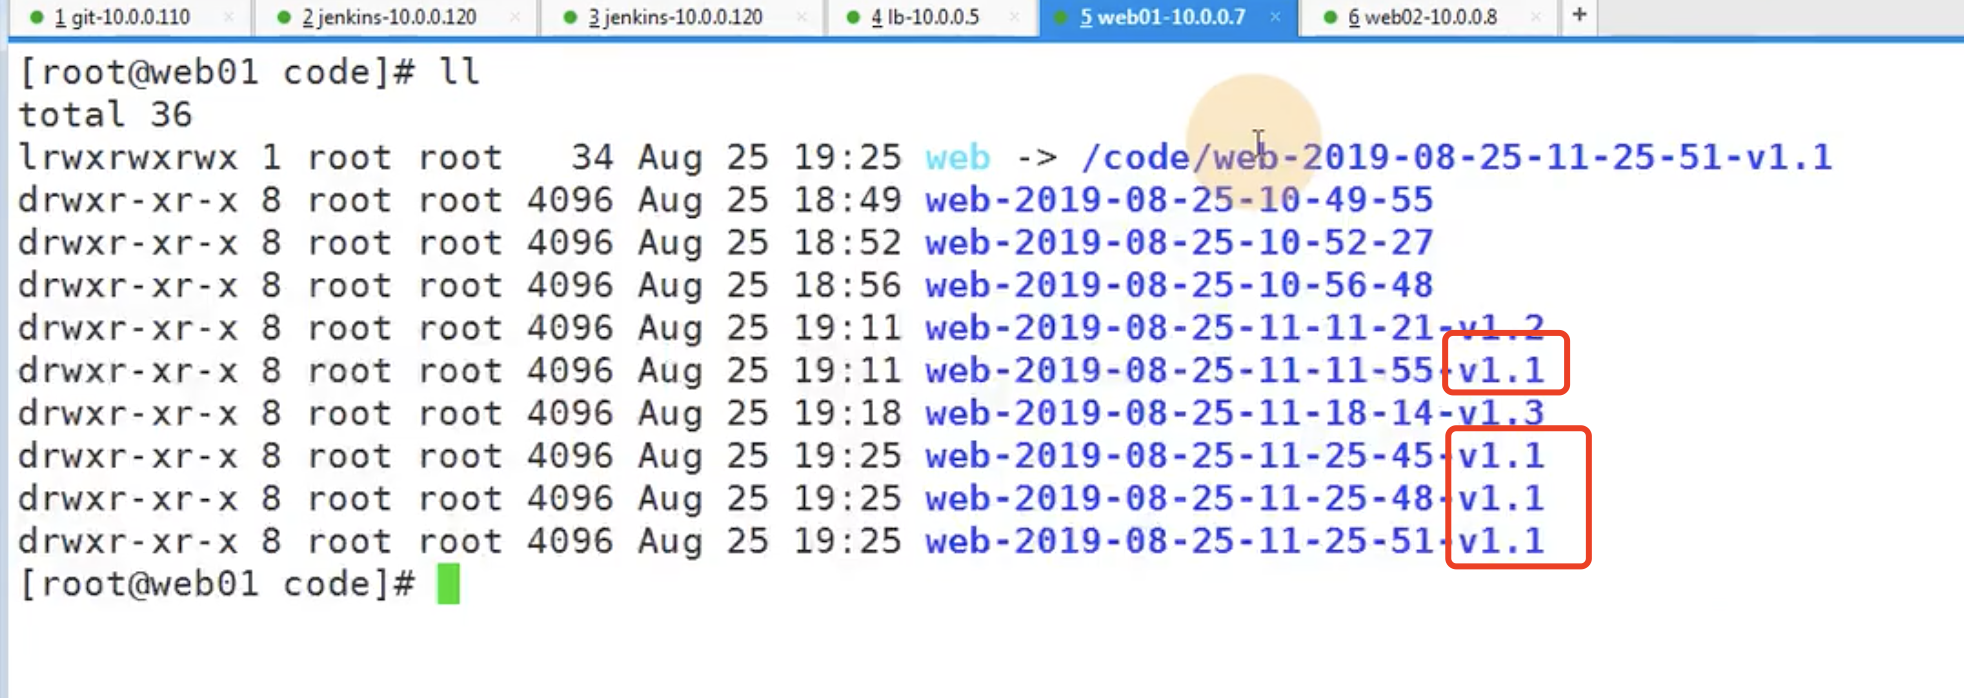 1 git-10.0.0.110 × 2 jenkins-10.0.0.120 × 3 jenkins-10.0.0.120 × 4 lb-10.0.0.5 × 5 web01-10.0.0.7 × 6 web02-10.0.0.8 × +
[root@web01 code]# ll
total 36
lrwxrwxrwx 1 root root   34 Aug 25 19:25 web -> /code/web-2019-08-25-11-25-51-v1.1
drwxr-xr-x 8 root root 4096 Aug 25 18:49 web-2019-08-25-10-49-55
drwxr-xr-x 8 root root 4096 Aug 25 18:52 web-2019-08-25-10-52-27
drwxr-xr-x 8 root root 4096 Aug 25 18:56 web-2019-08-25-10-56-48
drwxr-xr-x 8 root root 4096 Aug 25 19:11 web-2019-08-25-11-11-21-v1.2
drwxr-xr-x 8 root root 4096 Aug 25 19:11 web-2019-08-25-11-11-55-v1.1
drwxr-xr-x 8 root root 4096 Aug 25 19:18 web-2019-08-25-11-18-14-v1.3
drwxr-xr-x 8 root root 4096 Aug 25 19:25 web-2019-08-25-11-25-45-v1.1
drwxr-xr-x 8 root root 4096 Aug 25 19:25 web-2019-08-25-11-25-48-v1.1
drwxr-xr-x 8 root root 4096 Aug 25 19:25 web-2019-08-25-11-25-51-v1.1
[root@web01 code]#